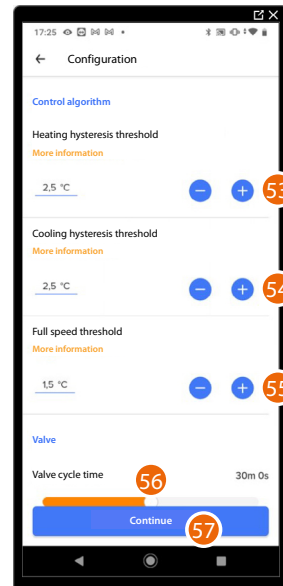 17:25
Configuration
Control algorithm
Heating hysteresis threshold
More information
2,5 °C
53
Cooling hysteresis threshold
More information
2,5 °C
54
Full speed threshold
More information
1,5 °C
55
Valve
Valve cycle time
56
30m 0s
Continue
57